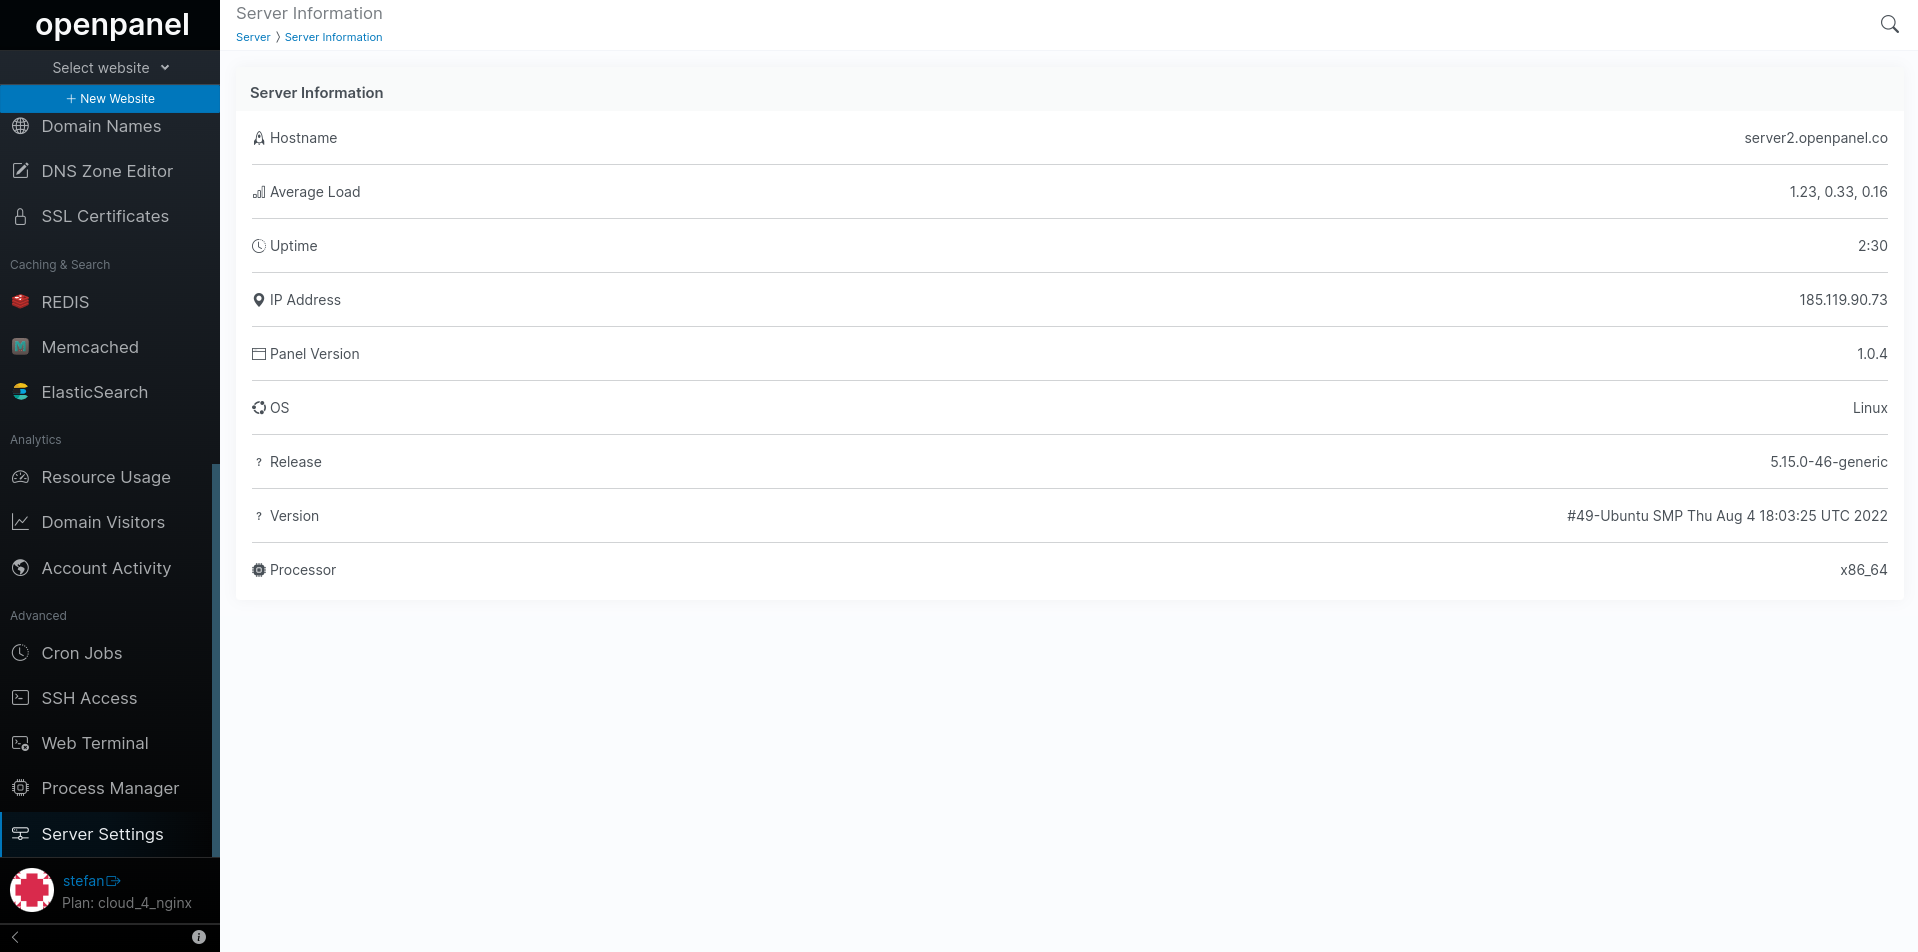 openpanel
Select website
+ New Website
Domain Names
DNS Zone Editor
SSL Certificates
Caching & Search
REDIS
Memcached
ElasticSearch
Analytics
Resource Usage
Domain Visitors
Account Activity
Advanced
Cron Jobs
SSH Access
Web Terminal
Process Manager
Server Settings
stefan
Plan: cloud_4_nginx
Server Information
Server 〉 Server Information
Server Information
Hostname server2.openpanel.co
Average Load 1.23, 0.33, 0.16
Uptime 2:30
IP Address 185.119.90.73
Panel Version 1.0.4
OS Linux
? Release 5.15.0-46-generic
? Version #49-Ubuntu SMP Thu Aug 4 18:03:25 UTC 2022
Processor x86_64